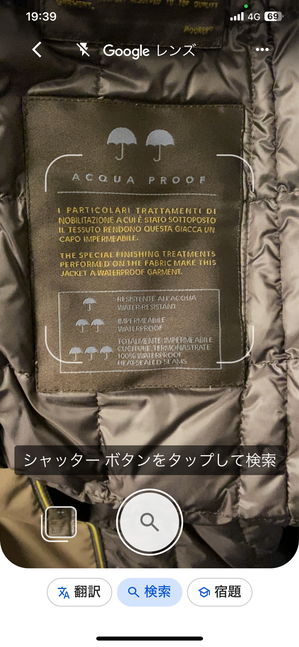 19:39
4G 69
Google レンズ
ACQUA PROOF
I PARTICOLARI TRATTAMENTI DI
NOBILITAZIONE A CUI È STATO SOTTOPOSTO
IL TESSUTO RENDONO QUESTA GIACCA UN
CAPO IMPERMEABILE.
THE SPECIAL FINISHING TREATMENTS
PERFORMED ON THE FABRIC MAKE THIS
JACKET A WATERPROOF GARMENT.
RESISTENTE ALL'ACQUA
WATER-RESISTANT
IMPERMEABILE
WATERPROOF
TOTALMENTE IMPERMEABILE
CUCITURE TERMONASTRATE
100% WATERPROOF
HEATSEALED SEAMS
シャッター ボタンをタップして検索
翻訳
検索
宿題